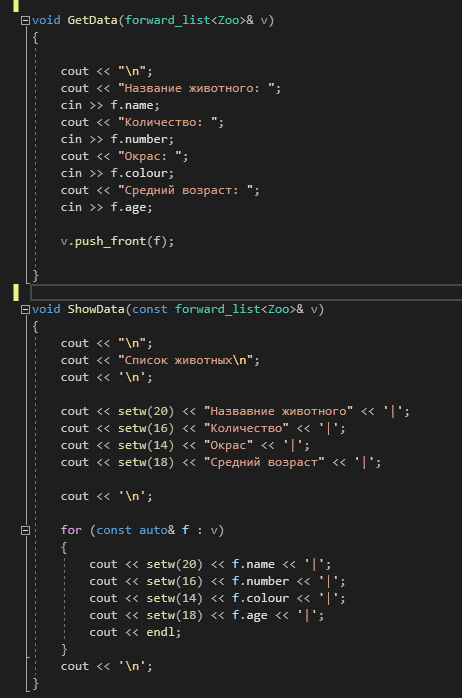 void GetData(forward_list<Zoo>& v)
{
cout << "\n";
cout << "Название животного: ";
cin >> f.name;
cout << "Количество: ";
cin >> f.number;
cout << "Окрас: ";
cin >> f.colour;
cout << "Средний возраст: ";
cin >> f.age;
v.push_front(f);
}
void ShowData(const forward_list<Zoo>& v)
{
cout << "\n";
cout << "Список животных\n";
cout << '\n';
cout << setw(20) << "Назвавние животного" << '|';
cout << setw(16) << "Количество" << '|';
cout << setw(14) << "Окрас" << '|';
cout << setw(18) << "Средний возраст" << '|';
cout << '\n';
for (const auto& f : v)
{
cout << setw(20) << f.name << '|';
cout << setw(16) << f.number << '|';
cout << setw(14) << f.colour << '|';
cout << setw(18) << f.age << '|';
cout << endl;
}
cout << '\n';
}